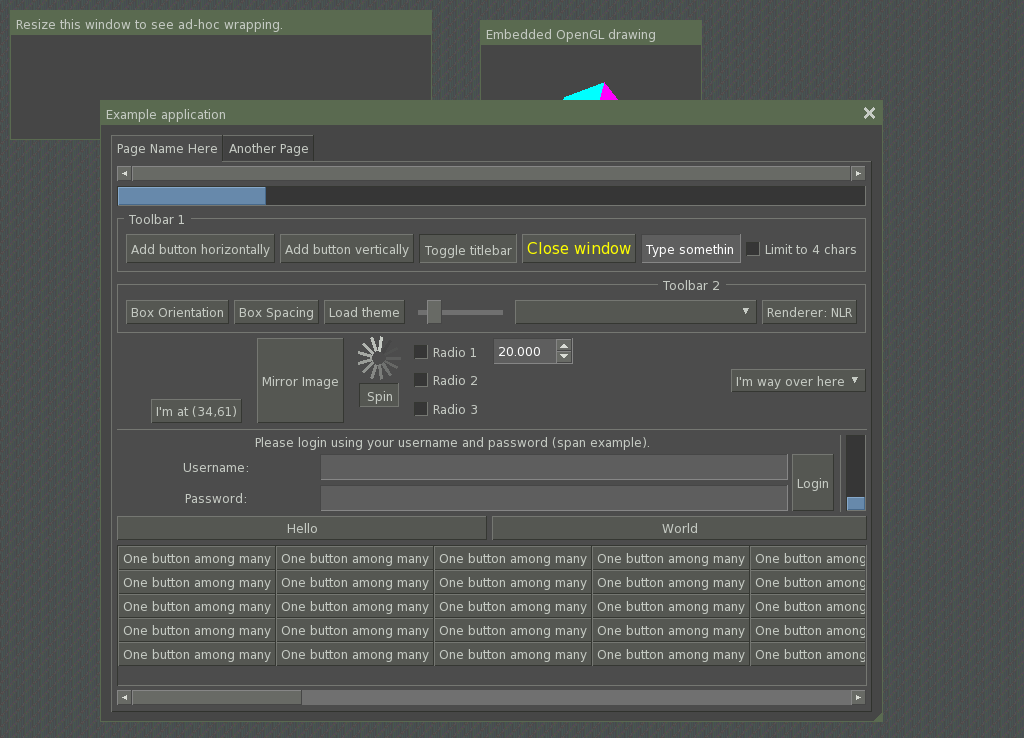 Resize this window to see ad-hoc wrapping.
Embedded OpenGL drawing
Example application
Page Name Here Another Page
Toolbar 1
Add button horizontally Add button vertically Toggle titlebar Close window Type somethin Limit to 4 chars
Toolbar 2
Box Orientation Box Spacing Load theme Renderer: NLR
Mirror Image
Radio 1
20.000
Radio 2
I'm way over here
Spin
Radio 3
I'm at (34,61)
Please login using your username and password (span example).
Username:
Login
Password:
Hello World
One button among many One button among many One button among many One button among many One button among
One button among many One button among many One button among many One button among many One button among
One button among many One button among many One button among many One button among many One button among
One button among many One button among many One button among many One button among many One button among
One button among many One button among many One button among many One button among many One button among